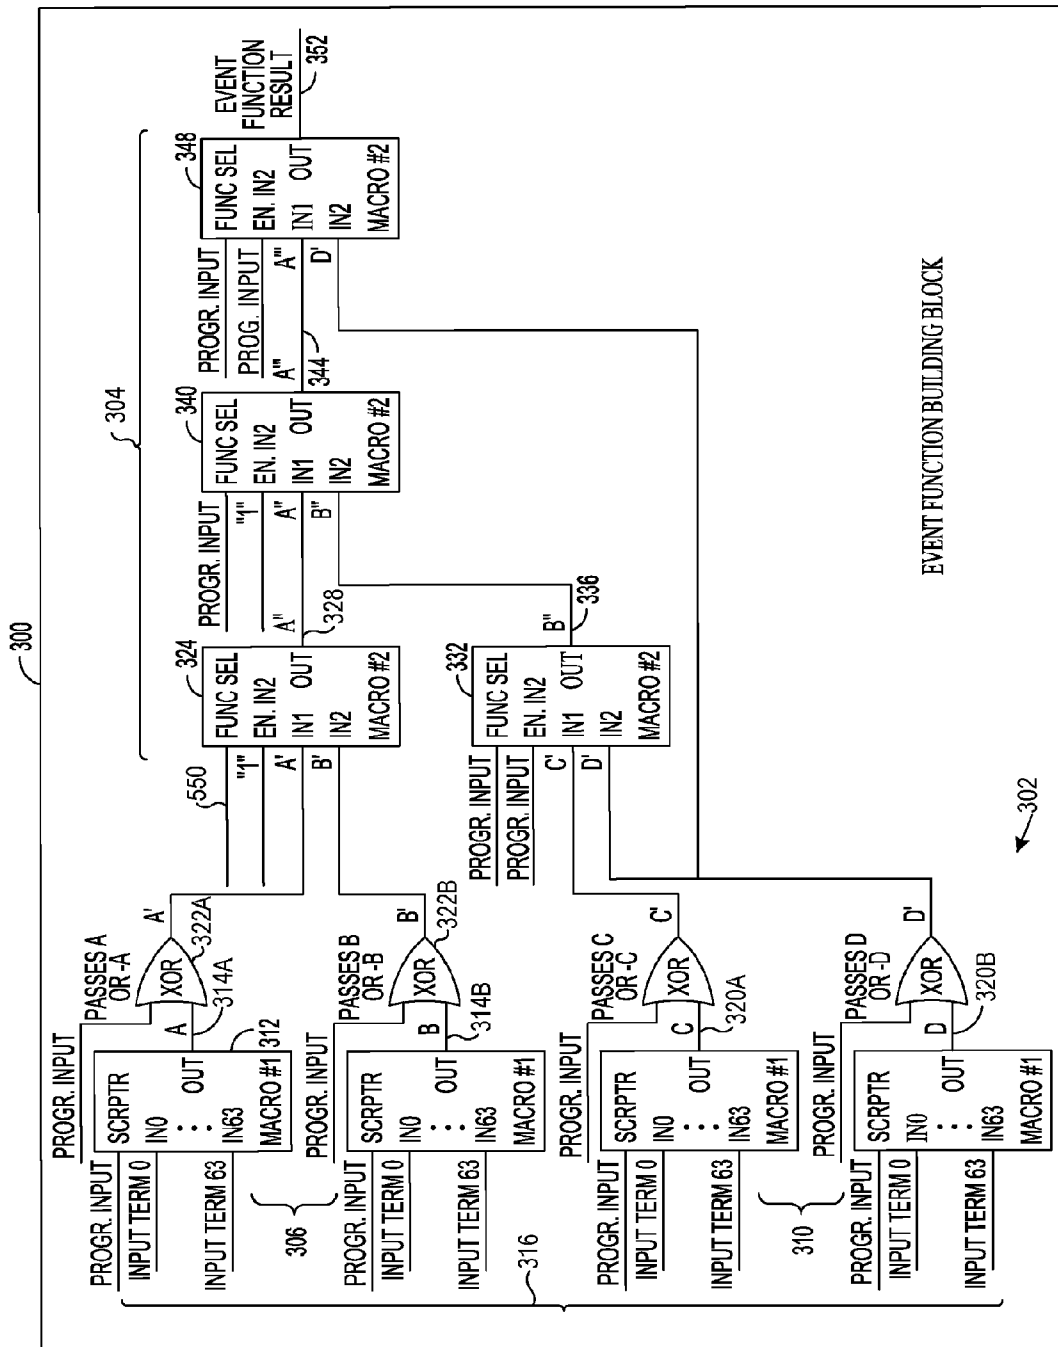 300
304
PROGR. INPUT
PASSES A
OR -A
XOR
322A
A'
A
314A
PROGR. INPUT
INPUT TERM 0
INPUT TERM 63
SCRPTR
IN0
OUT
IN63
MACRO #1
312
550
"1"
A'
B'
324
FUNC SEL
EN. IN2
IN1 OUT
IN2
MACRO #2
A"
328
PROGR. INPUT
"1"
A"
B"
340
FUNC SEL
EN. IN2
IN1 OUT
IN2
MACRO #2
A"'
344
PROGR. INPUT
PROG. INPUT
A"'
D'
348
FUNC SEL
EN. IN2
IN1 OUT
IN2
MACRO #2
EVENT
FUNCTION
RESULT
352
306
PROGR. INPUT
PASSES B
OR -B
XOR
322B
B'
B
314B
PROGR. INPUT
INPUT TERM 0
INPUT TERM 63
SCRPTR
IN0
OUT
IN63
MACRO #1
316
PROGR. INPUT
PROGR. INPUT
C'
D'
332
FUNC SEL
EN. IN2
IN1 OUT
IN2
MACRO #2
B"
336
PROGR. INPUT
PASSES C
OR -C
XOR
C'
C
320A
PROGR. INPUT
INPUT TERM 0
INPUT TERM 63
SCRPTR
IN0
OUT
IN63
MACRO #1
310
PROGR. INPUT
PASSES D
OR -D
XOR
D'
D
320B
PROGR. INPUT
INPUT TERM 0
INPUT TERM 63
SCRPTR
IN0
OUT
IN63
MACRO #1
302
EVENT FUNCTION BUILDING BLOCK